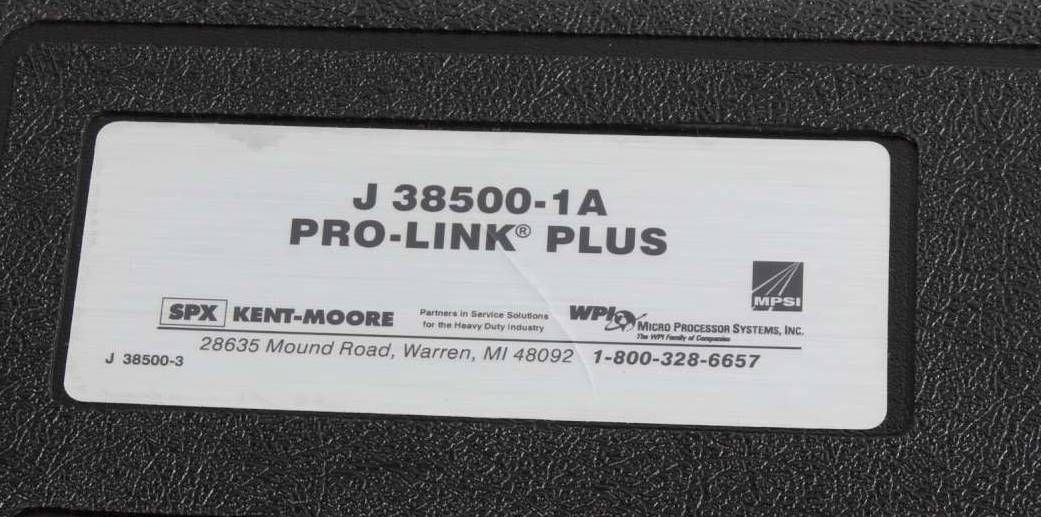 J 38500-1A
PRO-LINK® PLUS
MPSI
SPX KENT-MOORE
Partners in Service Solutions
for the Heavy Duty industry
WPI
MICRO PROCESSOR SYSTEMS, INC.
The WPI Family of Companies
J 38500-3
28635 Mound Road, Warren, MI 48092 1-800-328-6657